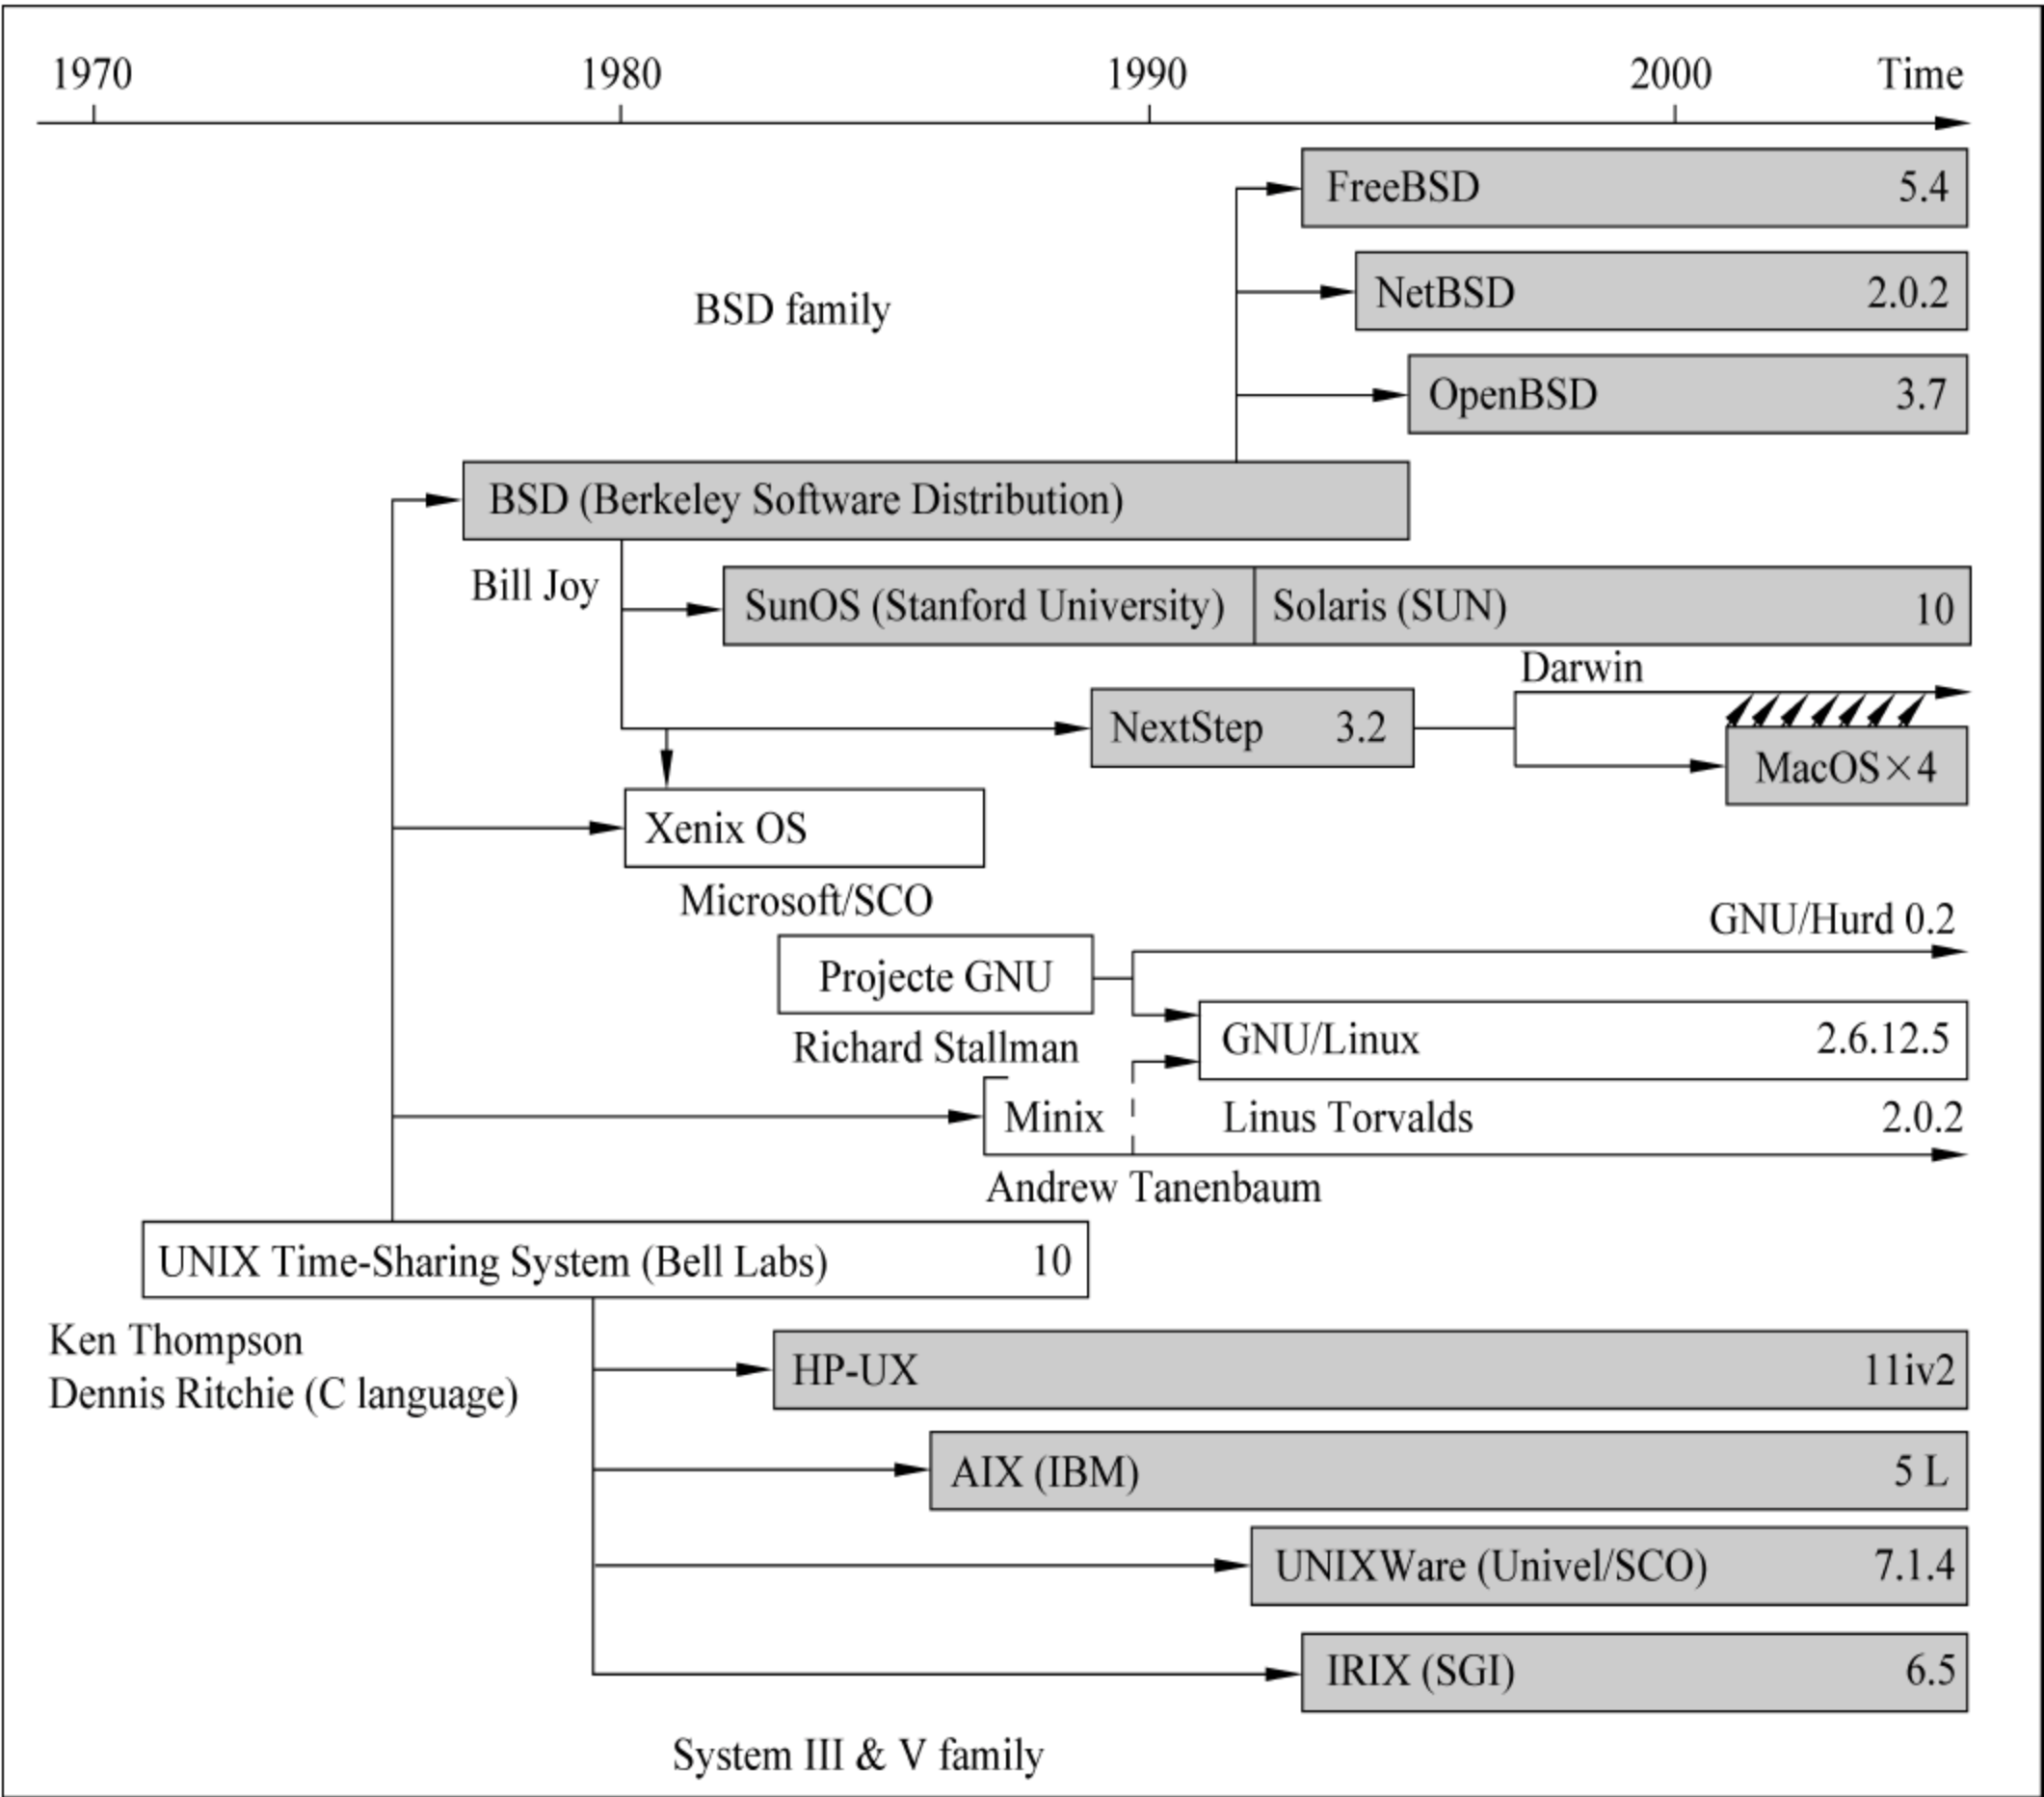 1970 1980 1990 2000 Time
FreeBSD 5.4
BSD family
NetBSD 2.0.2
OpenBSD 3.7
BSD (Berkeley Software Distribution)
Bill Joy
SunOS (Stanford University) Solaris (SUN) 10
Darwin
NextStep 3.2
MacOS×4
Xenix OS
Microsoft/SCO
GNU/Hurd 0.2
Projecte GNU
Richard Stallman
GNU/Linux 2.6.12.5
Minix
Linus Torvalds 2.0.2
Andrew Tanenbaum
UNIX Time-Sharing System (Bell Labs) 10
Ken Thompson
Dennis Ritchie (C language)
HP-UX 11iv2
AIX (IBM) 5 L
UNIXWare (Univel/SCO) 7.1.4
IRIX (SGI) 6.5
System III & V family